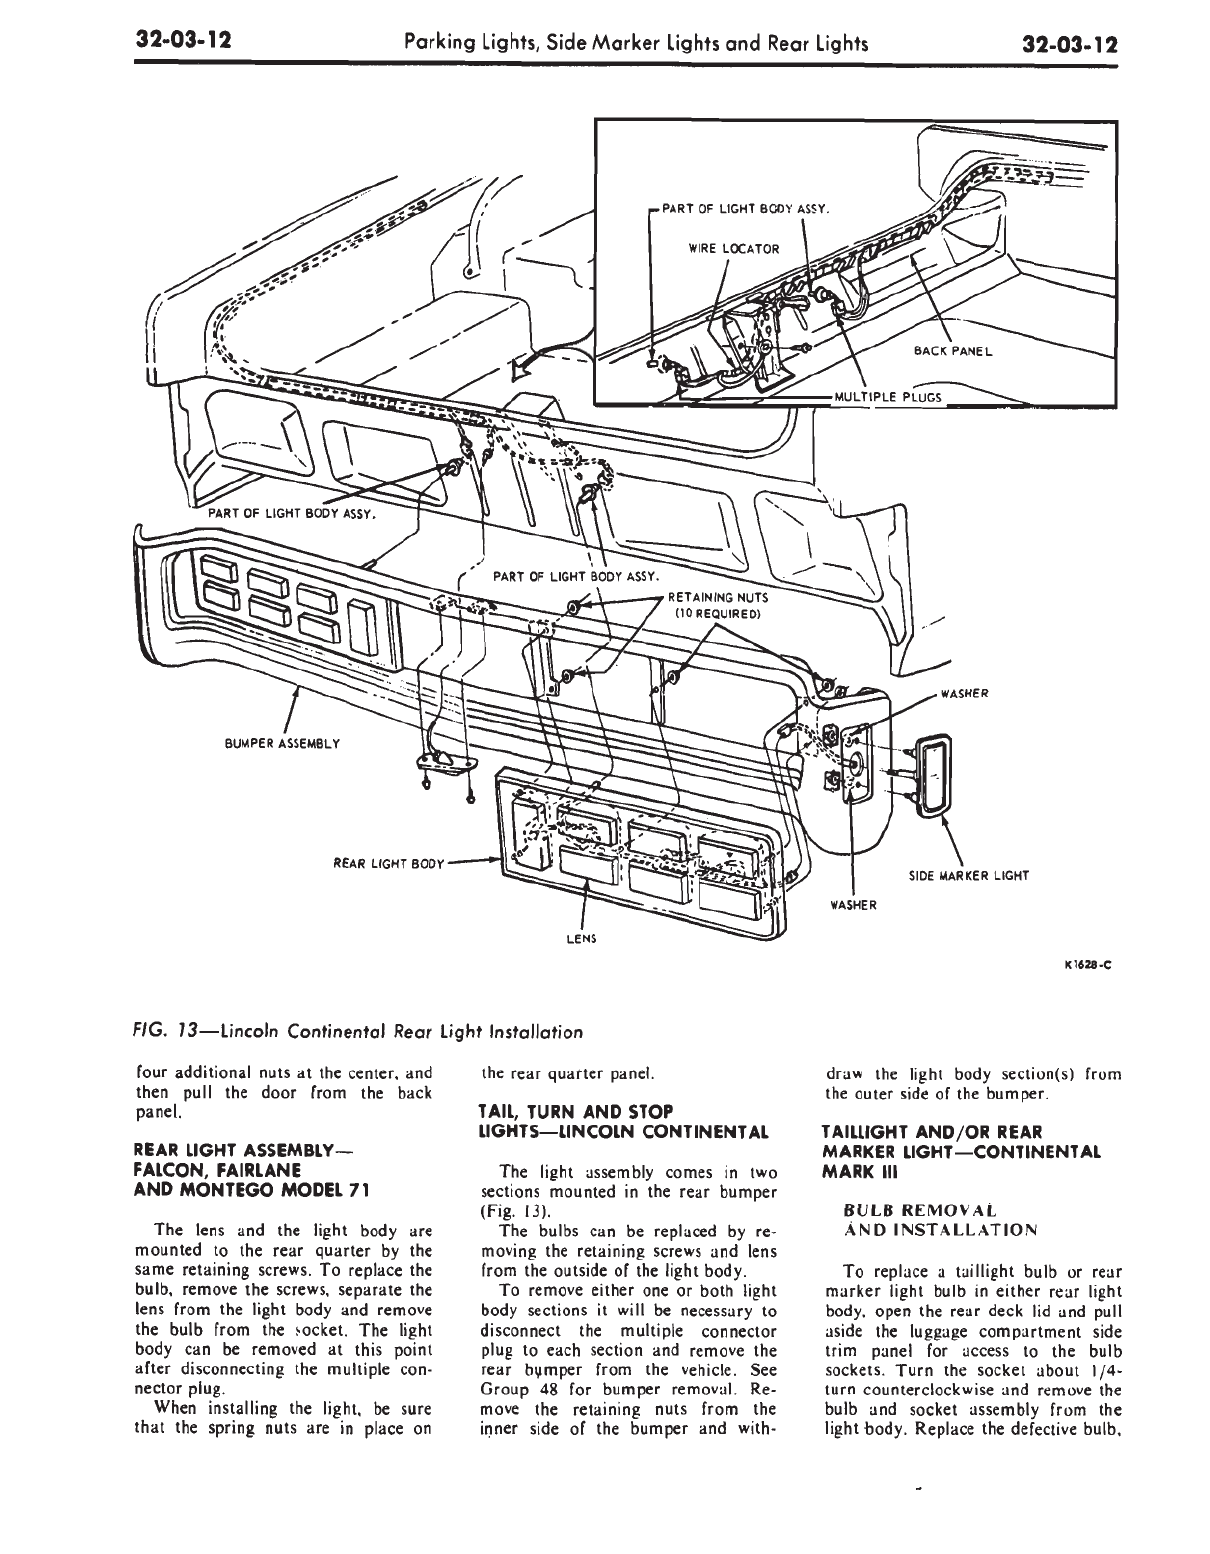 32-03-12 Parking Lights, Side Marker Lights and Rear Lights 32-03-12
PART OF LIGHT BODY ASSY.
WIRE LOCATOR
BACK PANEL
MULTIPLE PLUGS
PART OF LIGHT BODY ASSY.
PART OF LIGHT BODY ASSY.
RETAINING NUTS
(10 REQUIRED)
WASHER
BUMPER ASSEMBLY
REAR LIGHT BODY
SIDE MARKER LIGHT
WASHER
LENS
K1628-C
FIG. 13—Lincoln Continental Rear Light Installation
four additional nuts at the center, and
then pull the door from the back
panel.
REAR LIGHT ASSEMBLY—
FALCON, FAIRLANE
AND MONTEGO MODEL 71
The lens and the light body are
mounted to the rear quarter by the
same retaining screws. To replace the
bulb, remove the screws, separate the
lens from the light body and remove
the bulb from the socket. The light
body can be removed at this point
after disconnecting the multiple con-
nector plug.
When installing the light, be sure
that the spring nuts are in place on
the rear quarter panel.
TAIL, TURN AND STOP
LIGHTS—LINCOLN CONTINENTAL
The light assembly comes in two
sections mounted in the rear bumper
(Fig. 13).
The bulbs can be replaced by re-
moving the retaining screws and lens
from the outside of the light body.
To remove either one or both light
body sections it will be necessary to
disconnect the multiple connector
plug to each section and remove the
rear bumper from the vehicle. See
Group 48 for bumper removal. Re-
move the retaining nuts from the
inner side of the bumper and with-
draw the light body section(s) from
the outer side of the bumper.
TAILLIGHT AND/OR REAR
MARKER LIGHT—CONTINENTAL
MARK III
BULB REMOVAL
AND INSTALLATION
To replace a taillight bulb or rear
marker light bulb in either rear light
body, open the rear deck lid and pull
aside the luggage compartment side
trim panel for access to the bulb
sockets. Turn the socket about 1/4-
turn counterclockwise and remove the
bulb and socket assembly from the
light body. Replace the defective bulb,